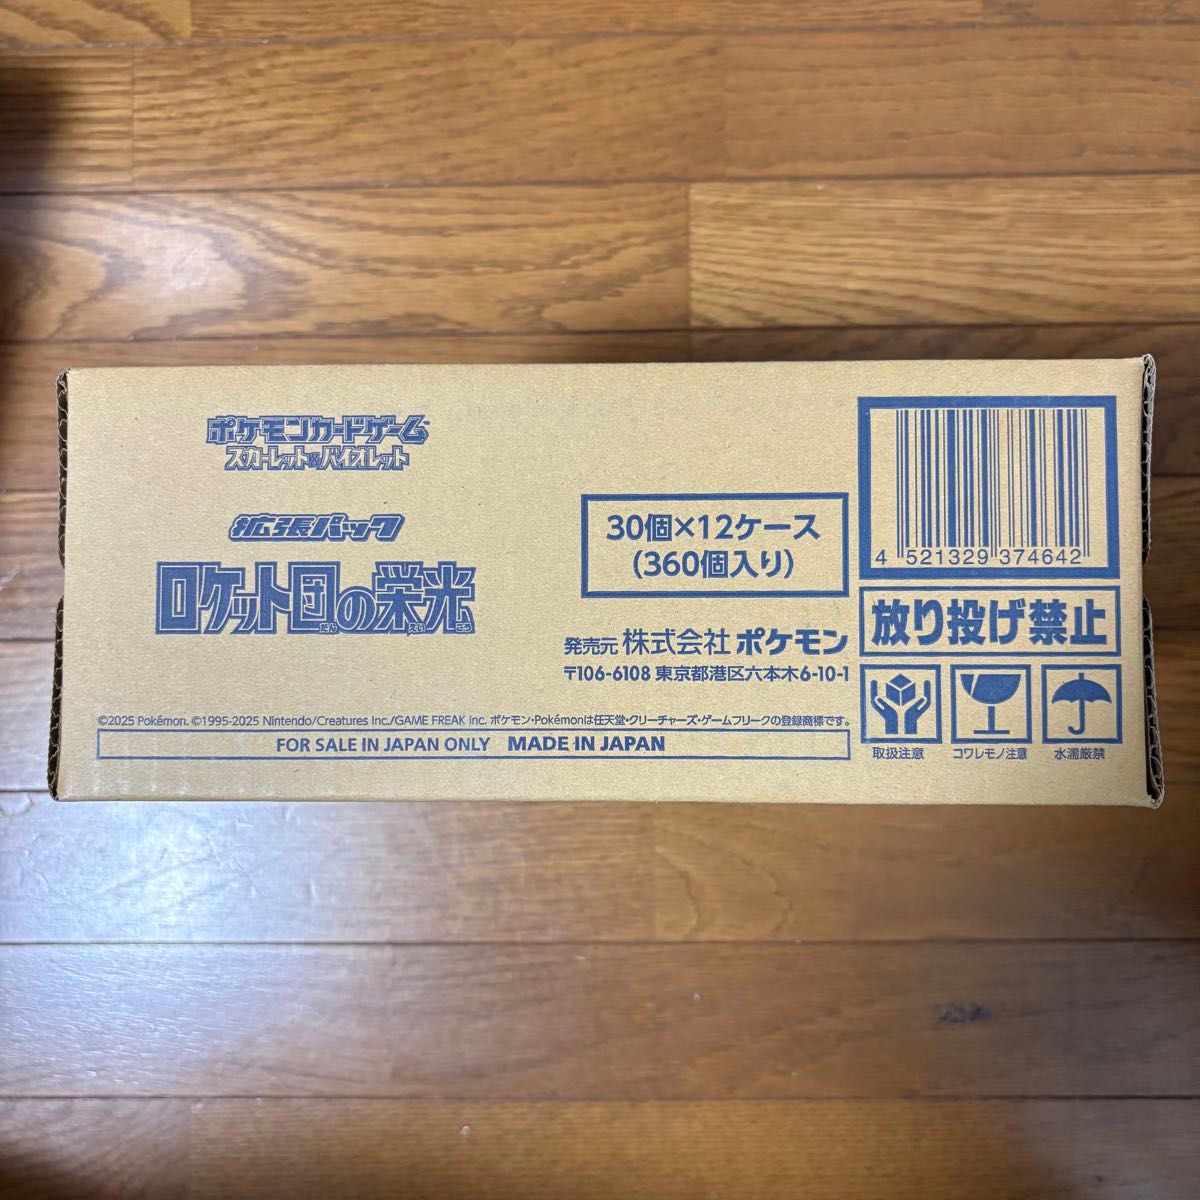 ポケモンカードゲーム
スカーレット&バイオレット
拡張パック
ロケット団の栄光
だん えいこう
30個×12ケース
(360個入り)
発売元 株式会社 ポケモン
〒106-6108 東京都港区六本木6-10-1
©2025 Pokémon. ©1995-2025 Nintendo/Creatures Inc./GAME FREAK inc. ポケモン・Pokémonは任天堂・クリーチャーズ・ゲームフリークの登録商標です。
FOR SALE IN JAPAN ONLY MADE IN JAPAN
4 521329 374642
放り投げ禁止
取扱注意 コワレモノ注意 水濡厳禁